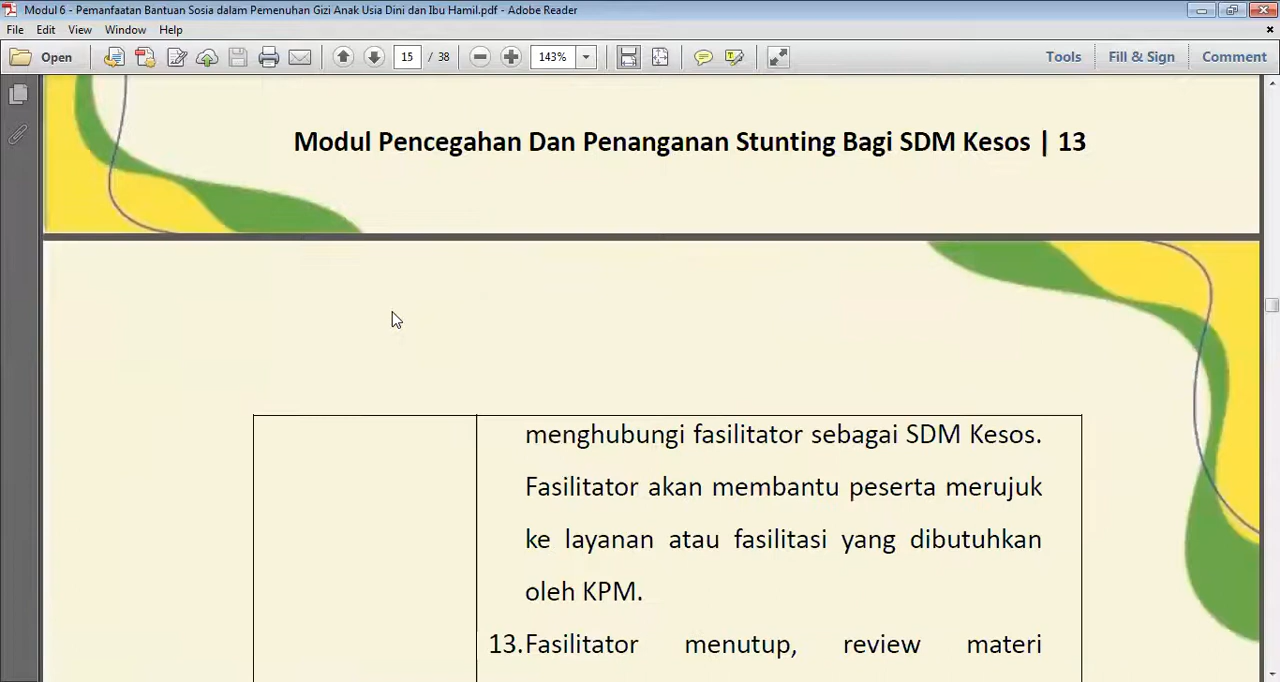 Modul 6 - Pemanfaatan Bantuan Sosia dalam Pemenuhan Gizi Anak Usia Dini dan Ibu Hamil.pdf - Adobe Reader
File Edit View Window Help
Open 15 / 38 143% Tools Fill & Sign Comment
Modul Pencegahan Dan Penanganan Stunting Bagi SDM Kesos | 13
menghubungi fasilitator sebagai SDM Kesos.
Fasilitator akan membantu peserta merujuk
ke layanan atau fasilitasi yang dibutuhkan
oleh KPM.
13.Fasilitator menutup, review materi